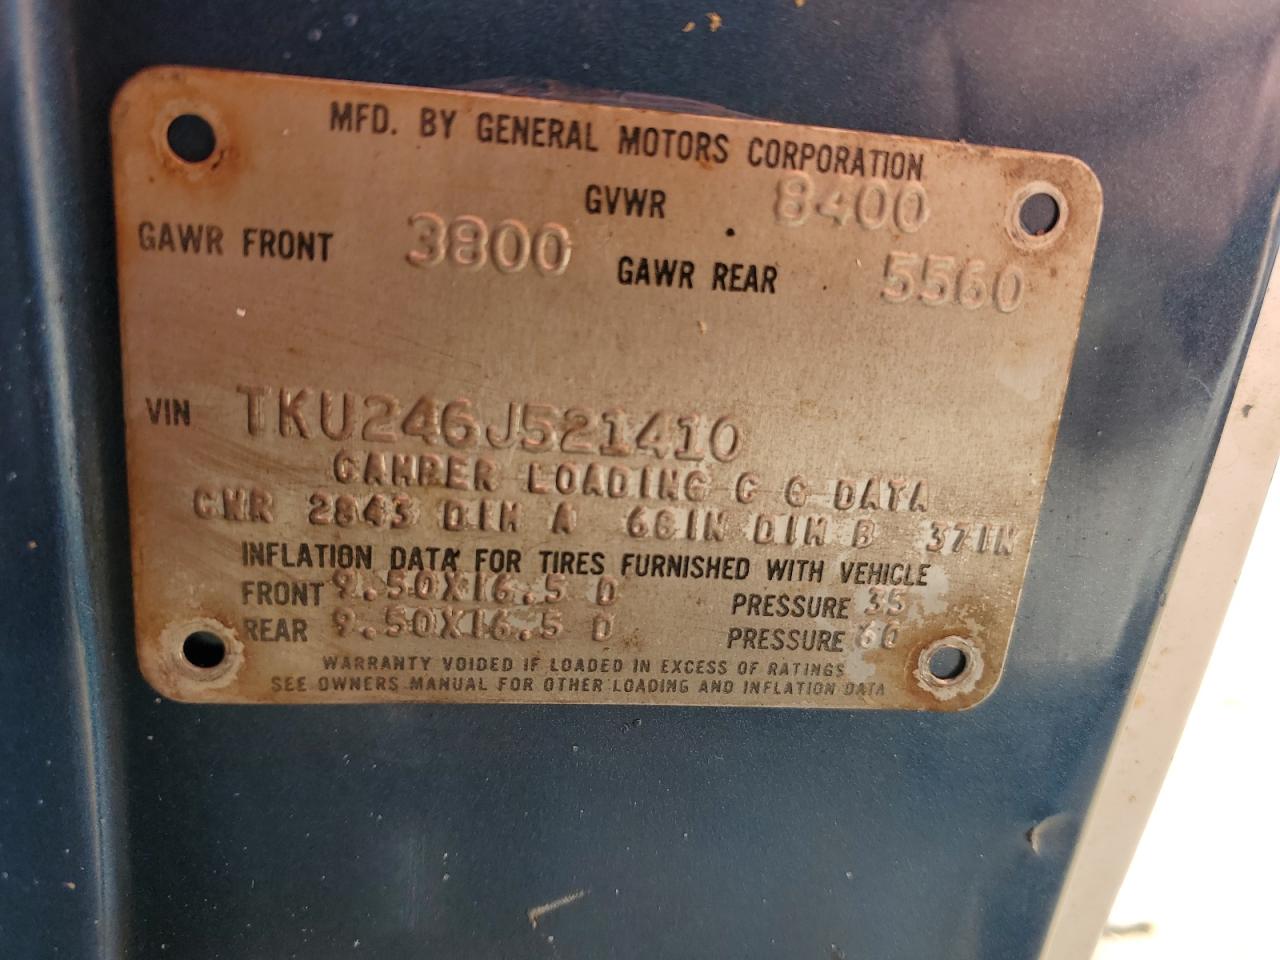 MFD. BY GENERAL MOTORS CORPORATION
GVWR 8400
GAWR FRONT 3800 GAWR REAR 5560
VIN TKU246J521410
CAMPER LOADING C G DATA
CWR 2843 DIM A 68IN DIM B 37IN
INFLATION DATA FOR TIRES FURNISHED WITH VEHICLE
FRONT 9.50X16.5 D PRESSURE 35
REAR 9.50X16.5 D PRESSURE 60
WARRANTY VOIDED IF LOADED IN EXCESS OF RATINGS
SEE OWNERS MANUAL FOR OTHER LOADING AND INFLATION DATA